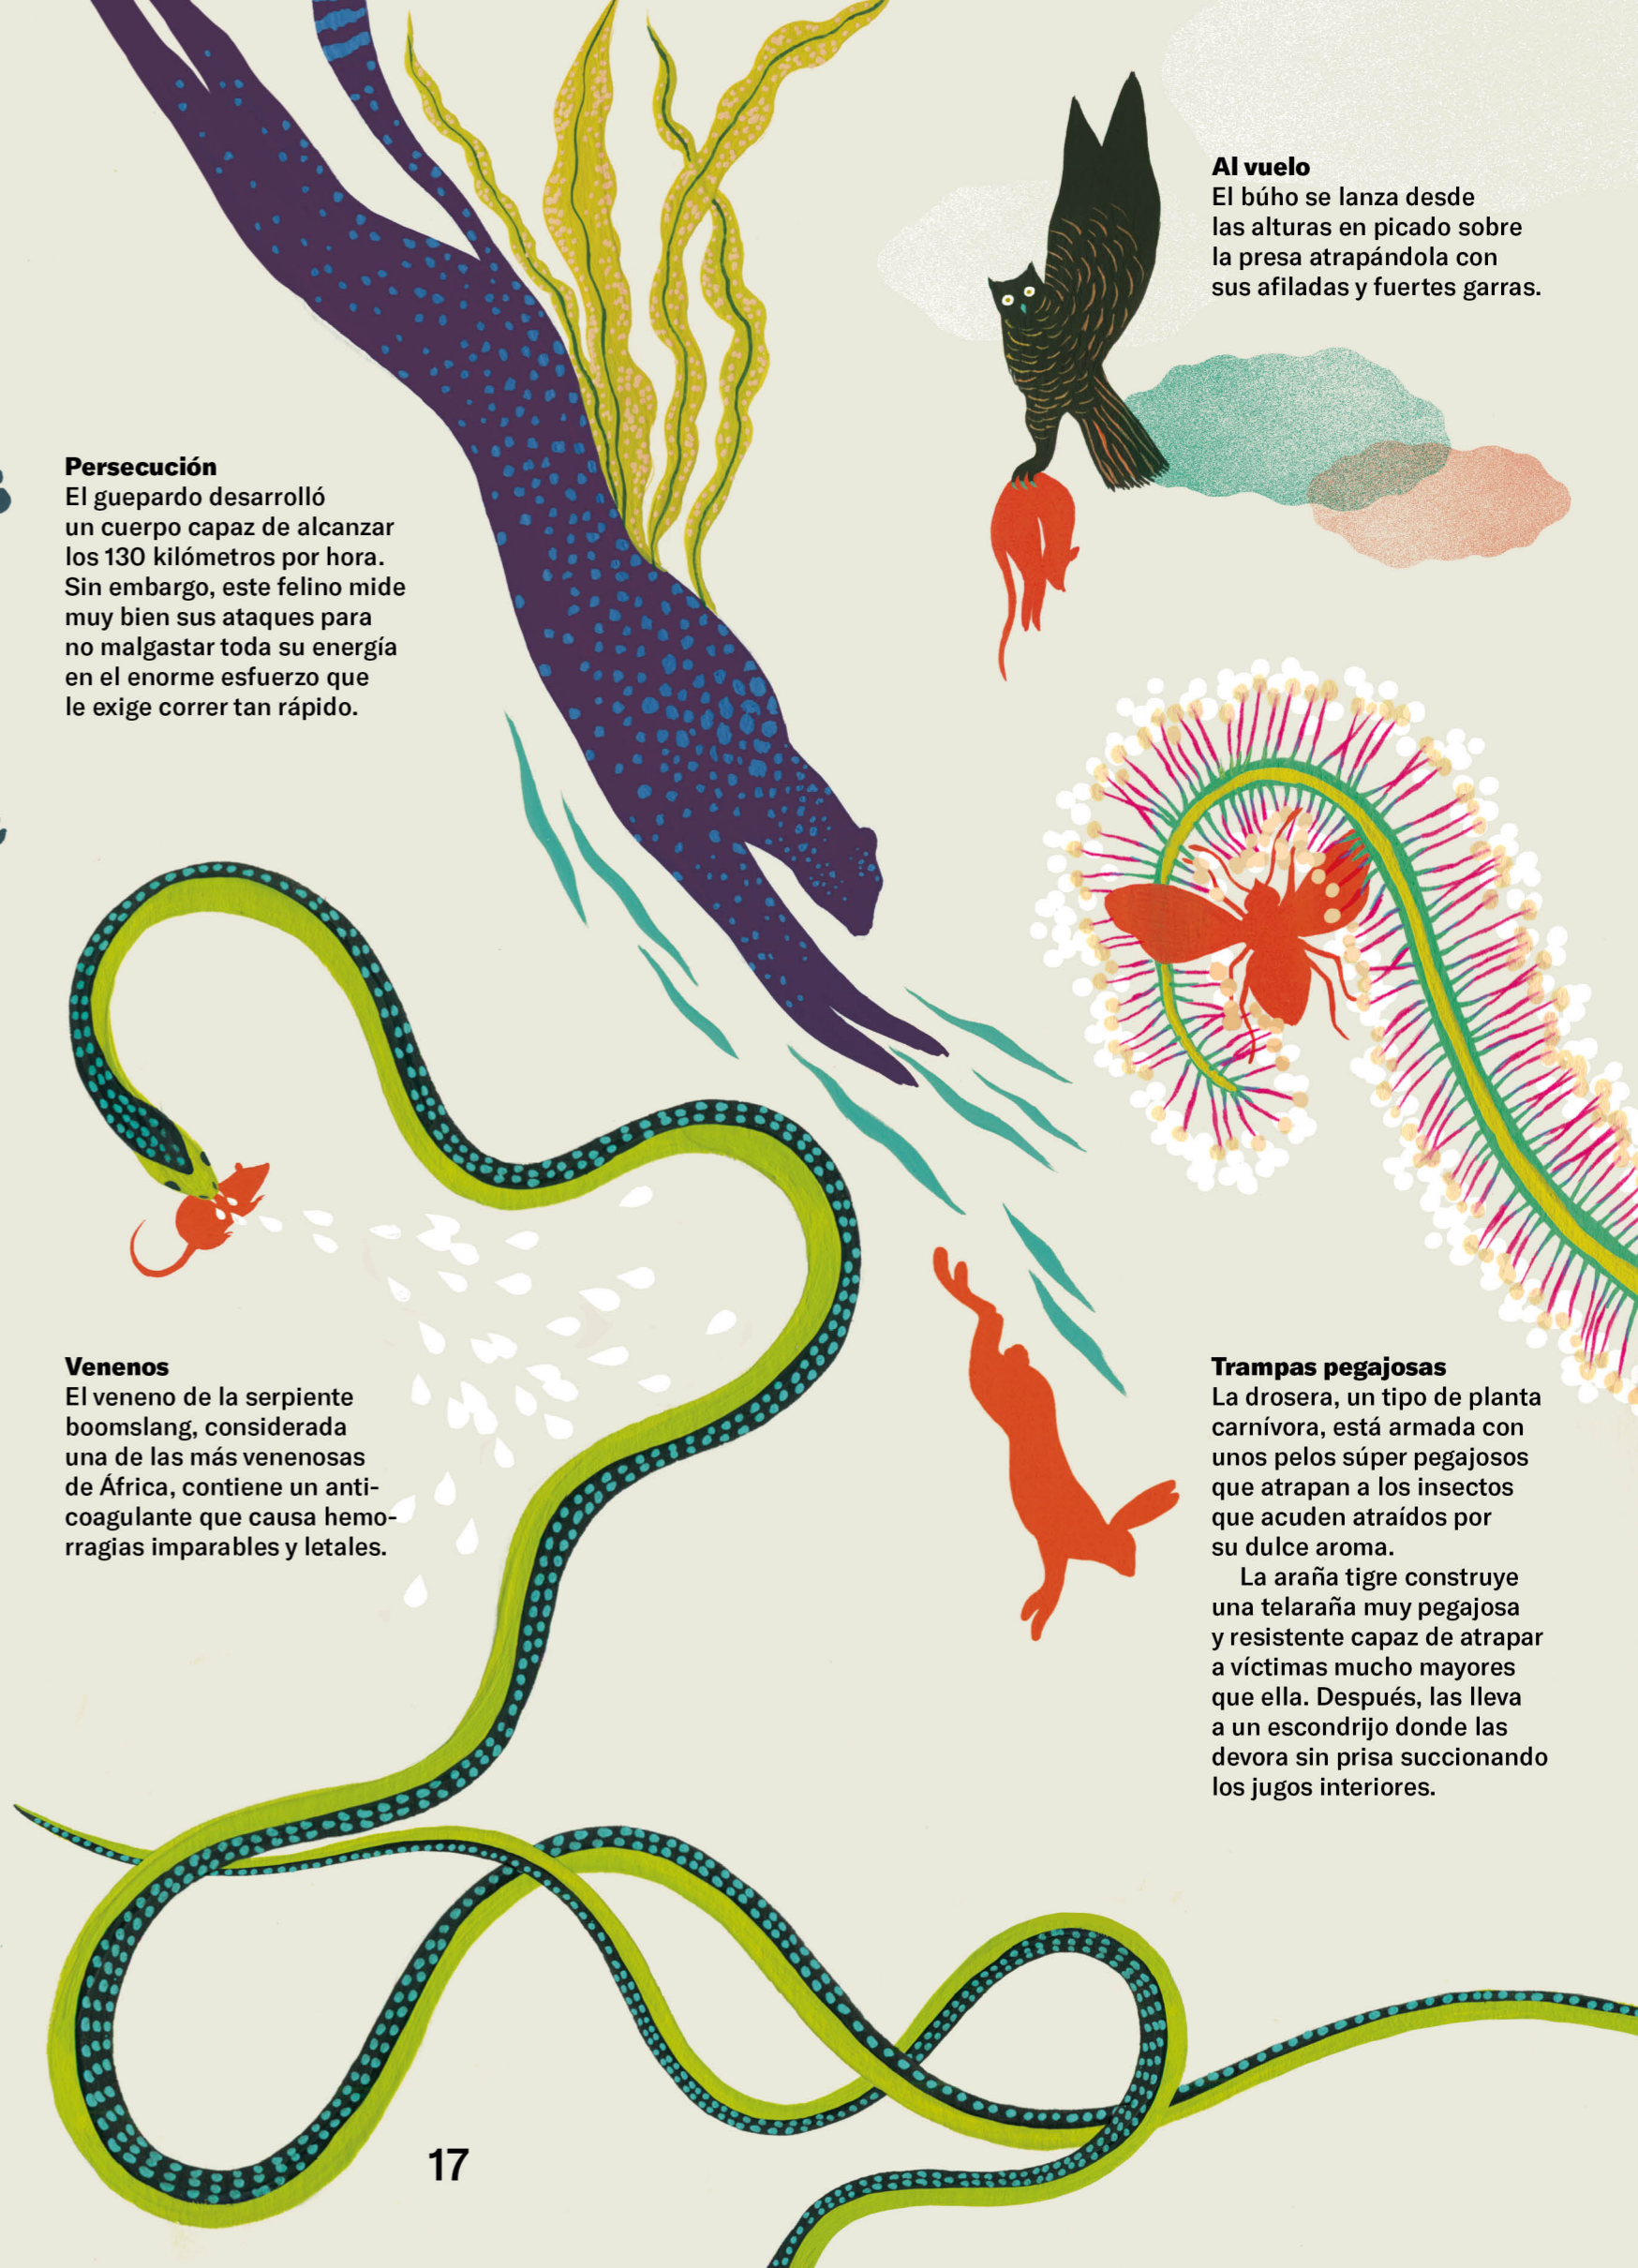 Al vuelo
El búho se lanza desde
las alturas en picado sobre
la presa atrapándola con
sus afiladas y fuertes garras.
Persecución
El guepardo desarrolló
un cuerpo capaz de alcanzar
los 130 kilómetros por hora.
Sin embargo, este felino mide
muy bien sus ataques para
no malgastar toda su energía
en el enorme esfuerzo que
le exige correr tan rápido.
Venenos
El veneno de la serpiente
boomslang, considerada
una de las más venenosas
de África, contiene un anti-
coagulante que causa hemo-
rragias imparables y letales.
Trampas pegajosas
La drosera, un tipo de planta
carnívora, está armada con
unos pelos súper pegajosos
que atrapan a los insectos
que acuden atraídos por
su dulce aroma.
La araña tigre construye
una telaraña muy pegajosa
y resistente capaz de atrapar
a víctimas mucho mayores
que ella. Después, las lleva
a un escondrijo donde las
devora sin prisa succionando
los jugos interiores.
17